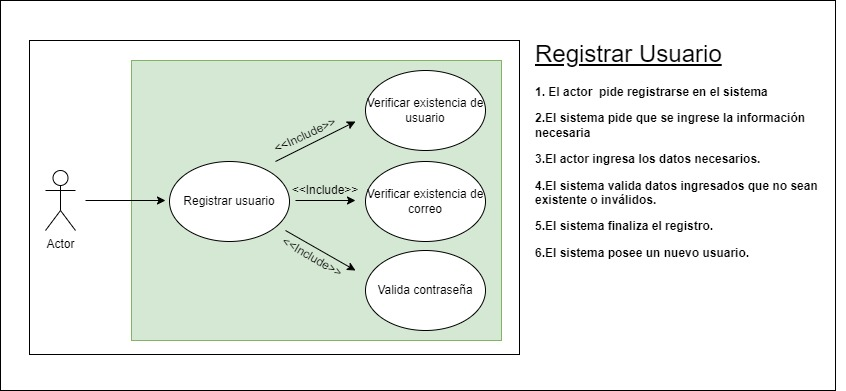 Registrar Usuario
1. El actor pide registrarse en el sistema
2.El sistema pide que se ingrese la información
necesaria
3.El actor ingresa los datos necesarios.
4.El sistema valida datos ingresados que no sean
existente o inválidos.
5.El sistema finaliza el registro.
6.El sistema posee un nuevo usuario.
Verificar existencia de
usuario
<<Include>>
Registrar usuario
<<Include>>
Verificar existencia de
correo
Actor
<<Include>>
Valida contraseña